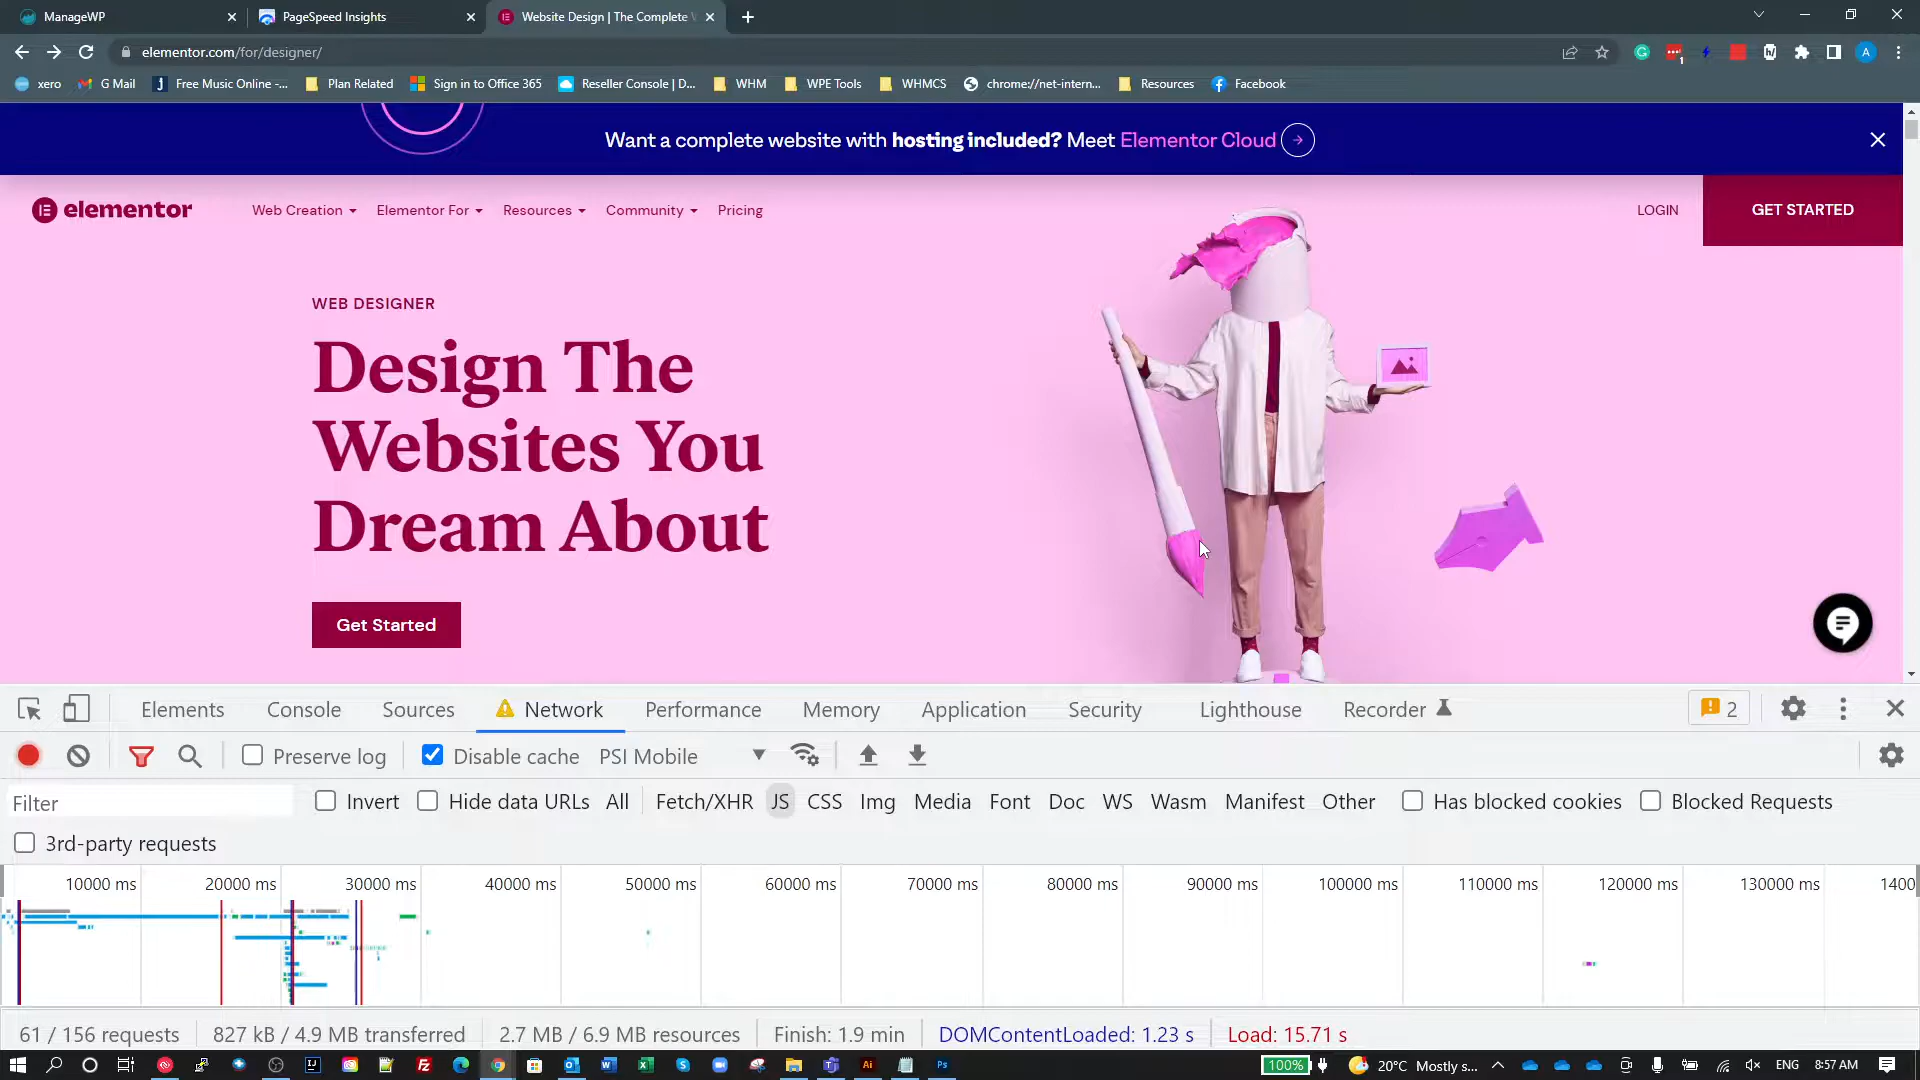 ManageWP
PageSpeed Insights
Website Design | The Complete W
elementor.com/for/designer/
1
A
xero
G Mail
Free Music Online -...
Plan Related
Sign in to Office 365
Reseller Console | D...
WHM
WPE Tools
WHMCS
chrome://net-intern...
Resources
Facebook
Want a complete website with hosting included? Meet Elementor Cloud
elementor
Web Creation
Elementor For
Resources
Community
Pricing
LOGIN
GET STARTED
WEB DESIGNER
Design The
Websites You
Dream About
Get Started
Elements
Console
Sources
Network
Performance
Memory
Application
Security
Lighthouse
Recorder
2
Preserve log
Disable cache
PSI Mobile
Filter
Invert
Hide data URLs
All
Fetch/XHR
JS
CSS
Img
Media
Font
Doc
WS
Wasm
Manifest
Other
Has blocked cookies
Blocked Requests
3rd-party requests
10000 ms
20000 ms
30000 ms
40000 ms
50000 ms
60000 ms
70000 ms
80000 ms
90000 ms
100000 ms
110000 ms
120000 ms
130000 ms
1400
61 / 156 requests
827 kB / 4.9 MB transferred
2.7 MB / 6.9 MB resources
Finish: 1.9 min
DOMContentLoaded: 1.23 s
Load: 15.71 s
100%
20°C Mostly s...
ENG
8:57 AM